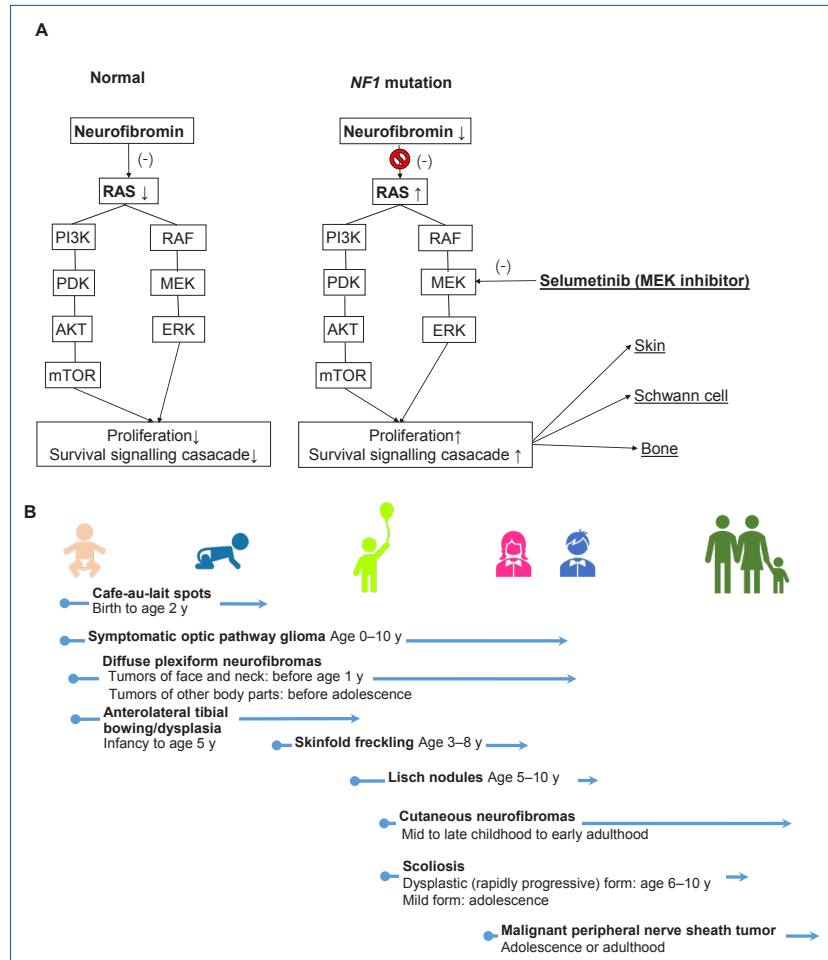 A
Normal
NF1 mutation
Neurofibromin
Neurofibromin ↓
(-)
(-)
RAS ↓
RAS ↑
PI3K
RAF
PI3K
RAF
(-)
PDK
MEK
PDK
MEK
Selumetinib (MEK inhibitor)
AKT
ERK
AKT
ERK
Skin
mTOR
mTOR
Schwann cell
Proliferation↓
Survival signalling casacade↓
Proliferation↑
Survival signalling casacade ↑
Bone
B
Cafe-au-lait spots
Birth to age 2 y
Symptomatic optic pathway glioma Age 0–10 y
Diffuse plexiform neurofibromas
Tumors of face and neck: before age 1 y
Tumors of other body parts: before adolescence
Anterolateral tibial
bowing/dysplasia
Infancy to age 5 y
Skinfold freckling Age 3–8 y
Lisch nodules Age 5–10 y
Cutaneous neurofibromas
Mid to late childhood to early adulthood
Scoliosis
Dysplastic (rapidly progressive) form: age 6–10 y
Mild form: adolescence
Malignant peripheral nerve sheath tumor
Adolescence or adulthood